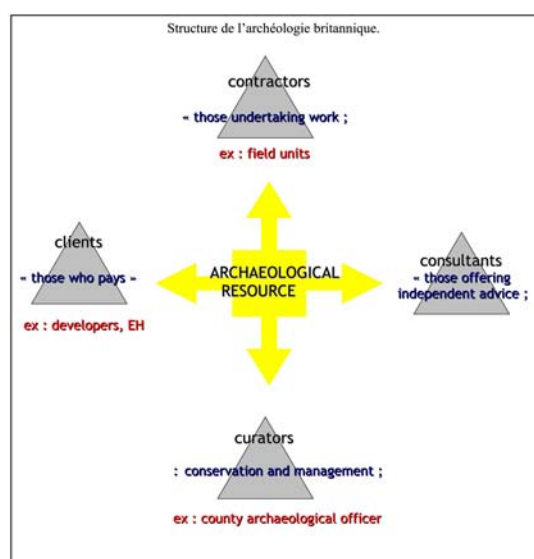 Structure de l'archéologie britannique.
contractors
« those undertaking work ;
ex : field units
clients
« those who pays »
ex : developers, EH
ARCHAEOLOGICAL
RESOURCE
consultants
« those offering
independent advice ;
curators
: conservation and management ;
ex : county archaeological officer